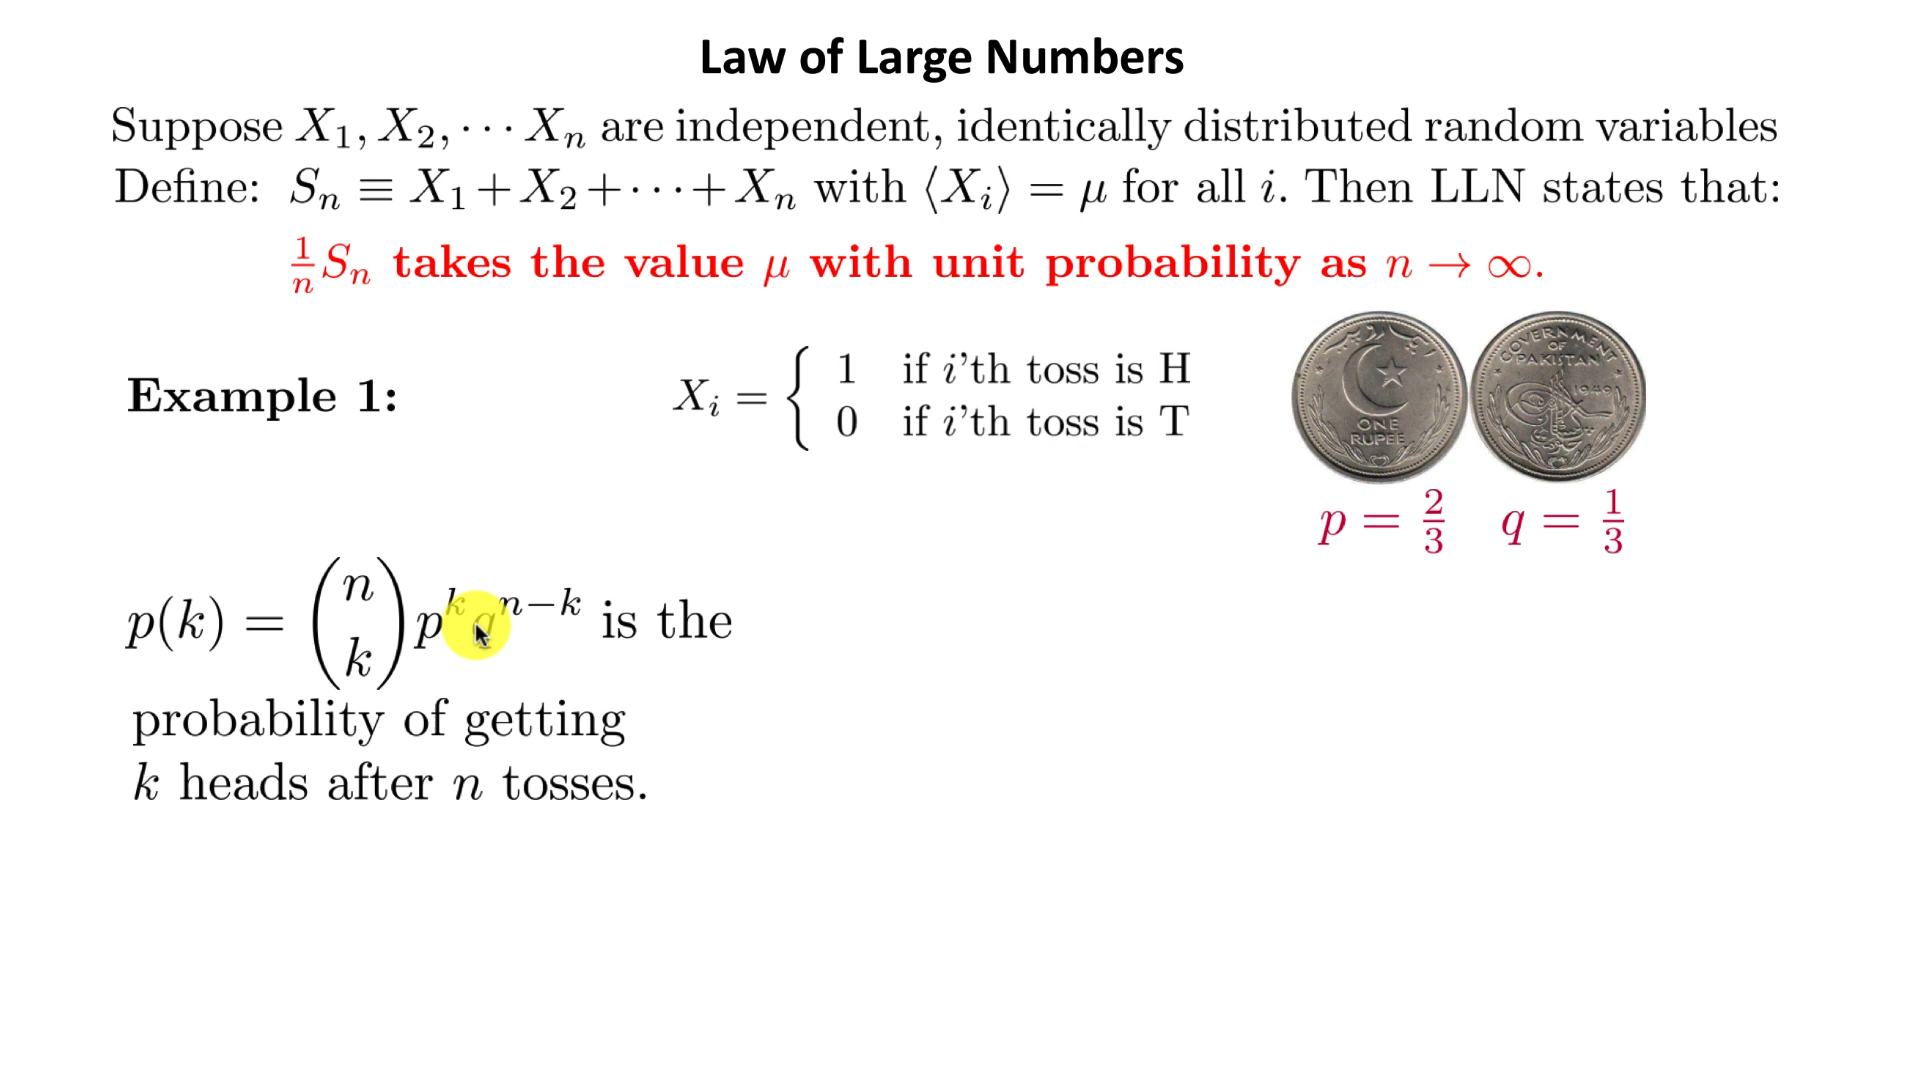 Law of Large Numbers
Suppose X₁, X₂, ⋯ Xₙ are independent, identically distributed random variables
Define: Sₙ ≡ X₁ + X₂ + ⋯ + Xₙ with ⟨Xᵢ⟩ = μ for all i. Then LLN states that:
1/n Sₙ takes the value μ with unit probability as n → ∞.
Example 1:
Xᵢ = { 1 if i’th toss is H
0 if i’th toss is T
ONE
RUPEE
GOVERNMENT
OF
PAKISTAN
p = 2/3 q = 1/3
p(k) = (n k) pᵏ qⁿ⁻ᵏ is the
probability of getting
k heads after n tosses.